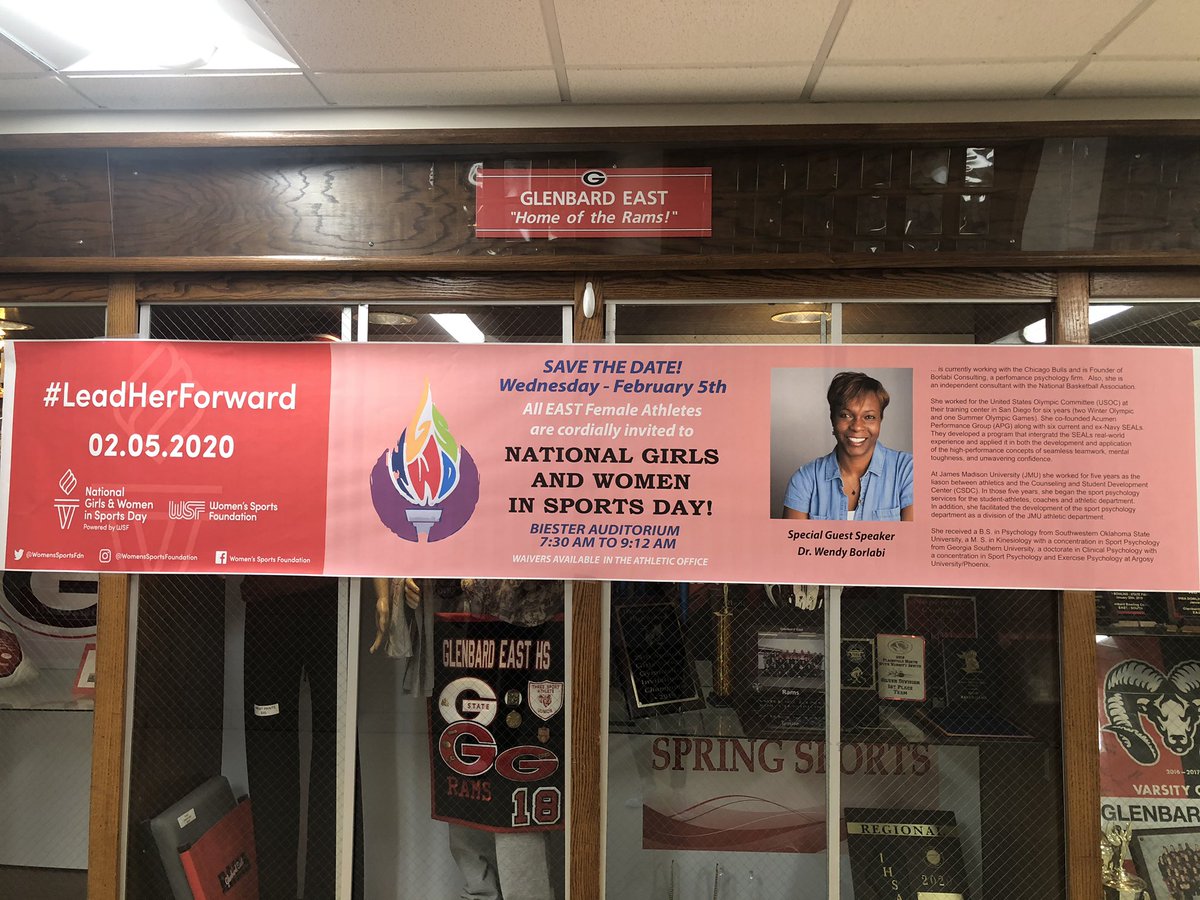 G
GLENBARD EAST
"Home of the Rams!"
#LeadHerForward
02.05.2020
National
Girls & Women
in Sports Day
Powered by WSF
WSF Women's Sports
Foundation
@WomensSportsFdn
@WomensSportsFoundation
Women's Sports Foundation
SAVE THE DATE!
Wednesday - February 5th
All EAST Female Athletes
are cordially invited to
NATIONAL GIRLS
AND WOMEN
IN SPORTS DAY!
BIESTER AUDITORIUM
7:30 AM TO 9:12 AM
WAIVERS AVAILABLE IN THE ATHLETIC OFFICE
Special Guest Speaker
Dr. Wendy Borlabi
... is currently working with the Chicago Bulls and is Founder of
Borlabi Consulting, a perfomance psychology firm. Also, she is
an independent consultant with the National Basketball Association.
She worked for the United States Olympic Committee (USOC) at
their training center in San Diego for six years (two Winter Olympic
and one Summer Olympic Games). She co-founded Acumen
Performance Group (APG) along with six current and ex-Navy SEALs.
They developed a program that intergrated the SEALs real-world
experience and applied it in both the development and application
of the high-performance concepts of seamless teamwork, mental
toughness, and unwavering confidence.
At James Madison University (JMU) she worked for five years as the
liason between athletics and the Counseling and Student Development
Center (CSDC). In those five years, she began the sport psychology
services for the student-athletes, coaches and athletic department.
In addition, she facilitated the development of the sport psychology
department as a division of the JMU athletic department.
She received a B.S. in Psychology from Southwestern Oklahoma State
University, a M. S. in Kinesiology with a concentration in Sport Psychology
from Georgia Southern University, a doctorate in Clinical Psychology with
a concentration in Sport Psychology and Exercise Psychology at Argosy
University/Phoenix.
GLENBARD EAST HS
G
STATE
THREE SPORT
ATHLETE
G G
RAMS
18
Rams
1ST PLACE
SPRING SPORTS
REGIONAL
IHSA
2016 - 2017
VARSITY
GLENBARD